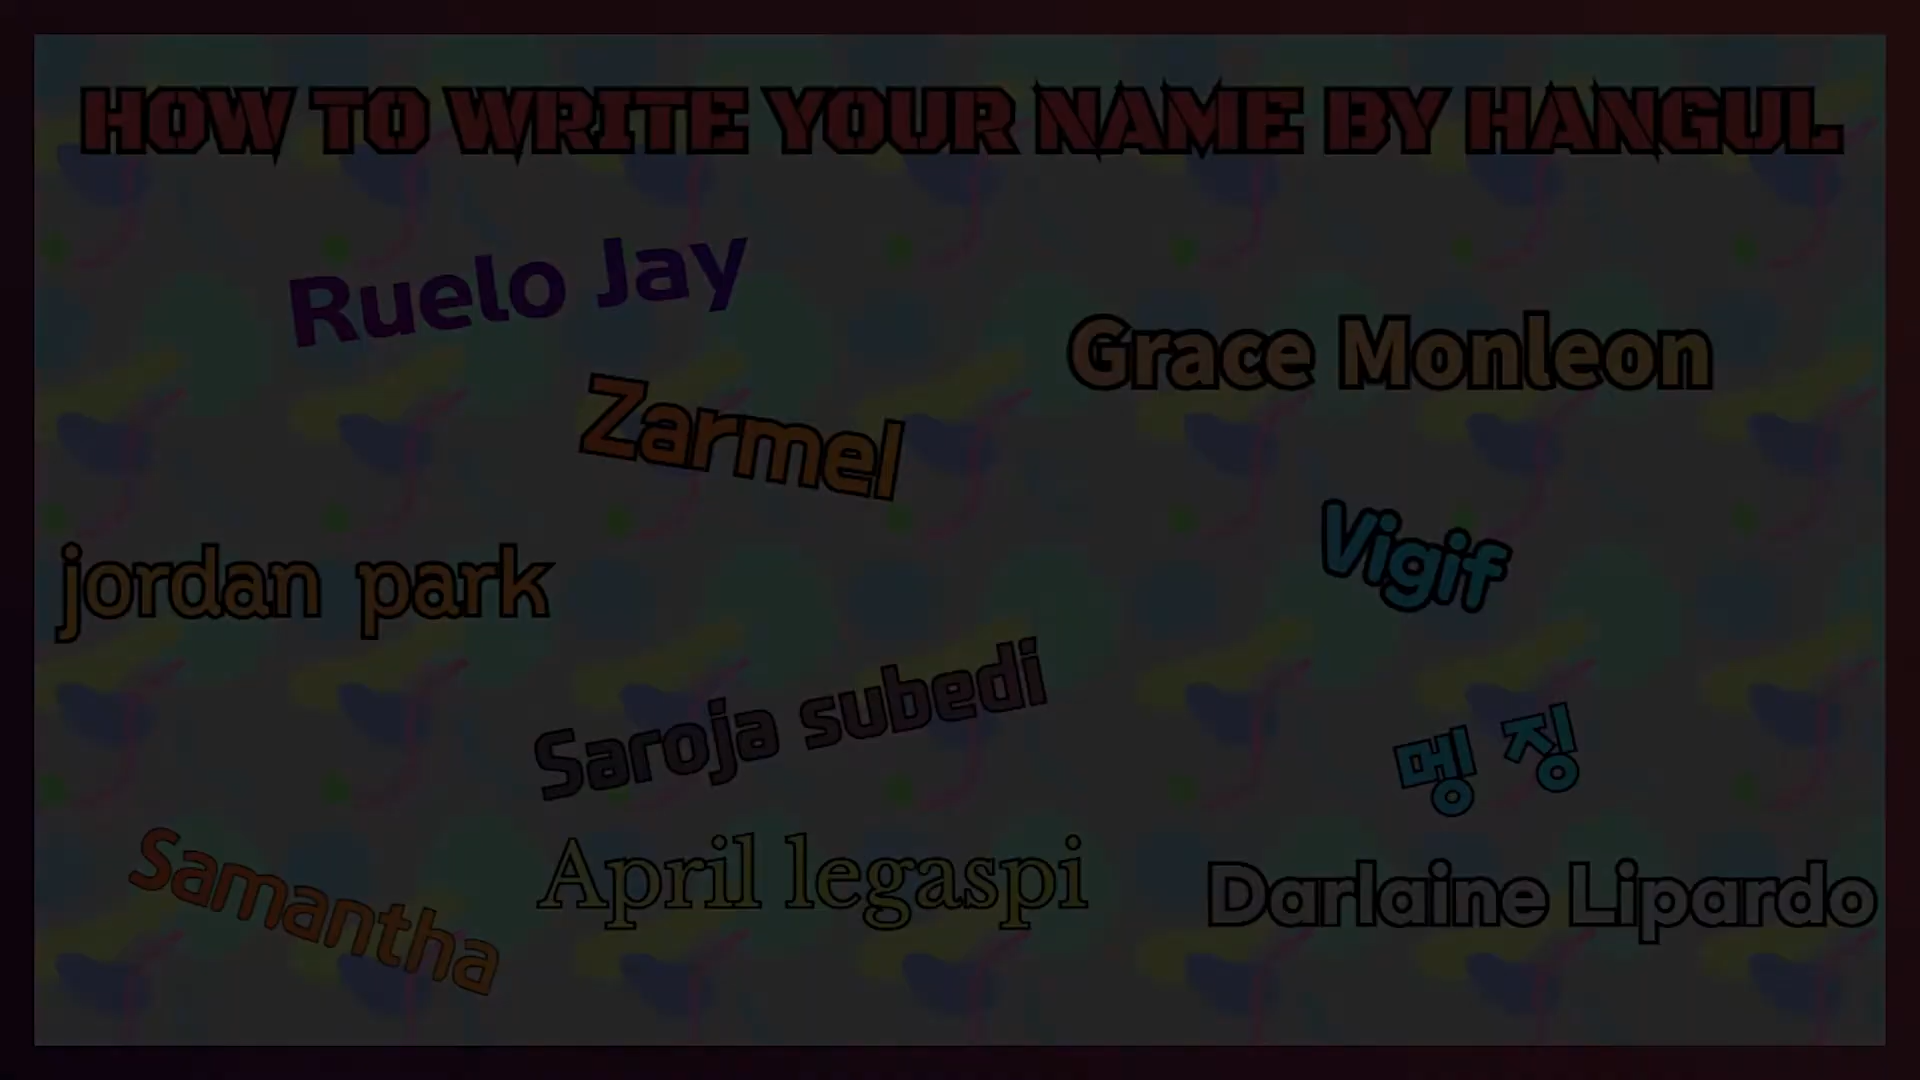 HOW TO WRITE YOUR NAME BY HANGUL
Ruelo Jay
Grace Monleon
Zarmel
Vigif
jordan park
Saroja subedi
멩 징
Samantha
April legaspi
Darlaine Lipardo